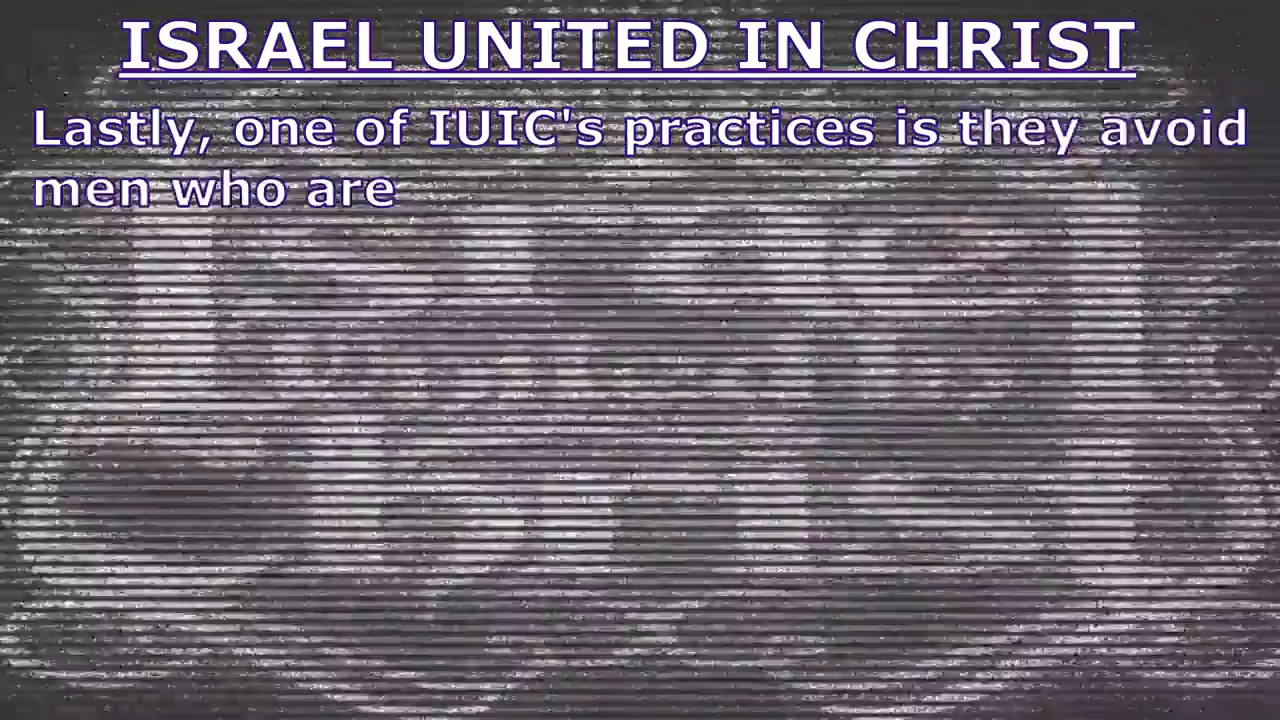 ISRAEL UNITED IN CHRIST
Lastly, one of IUIC's practices is they avoid
men who are